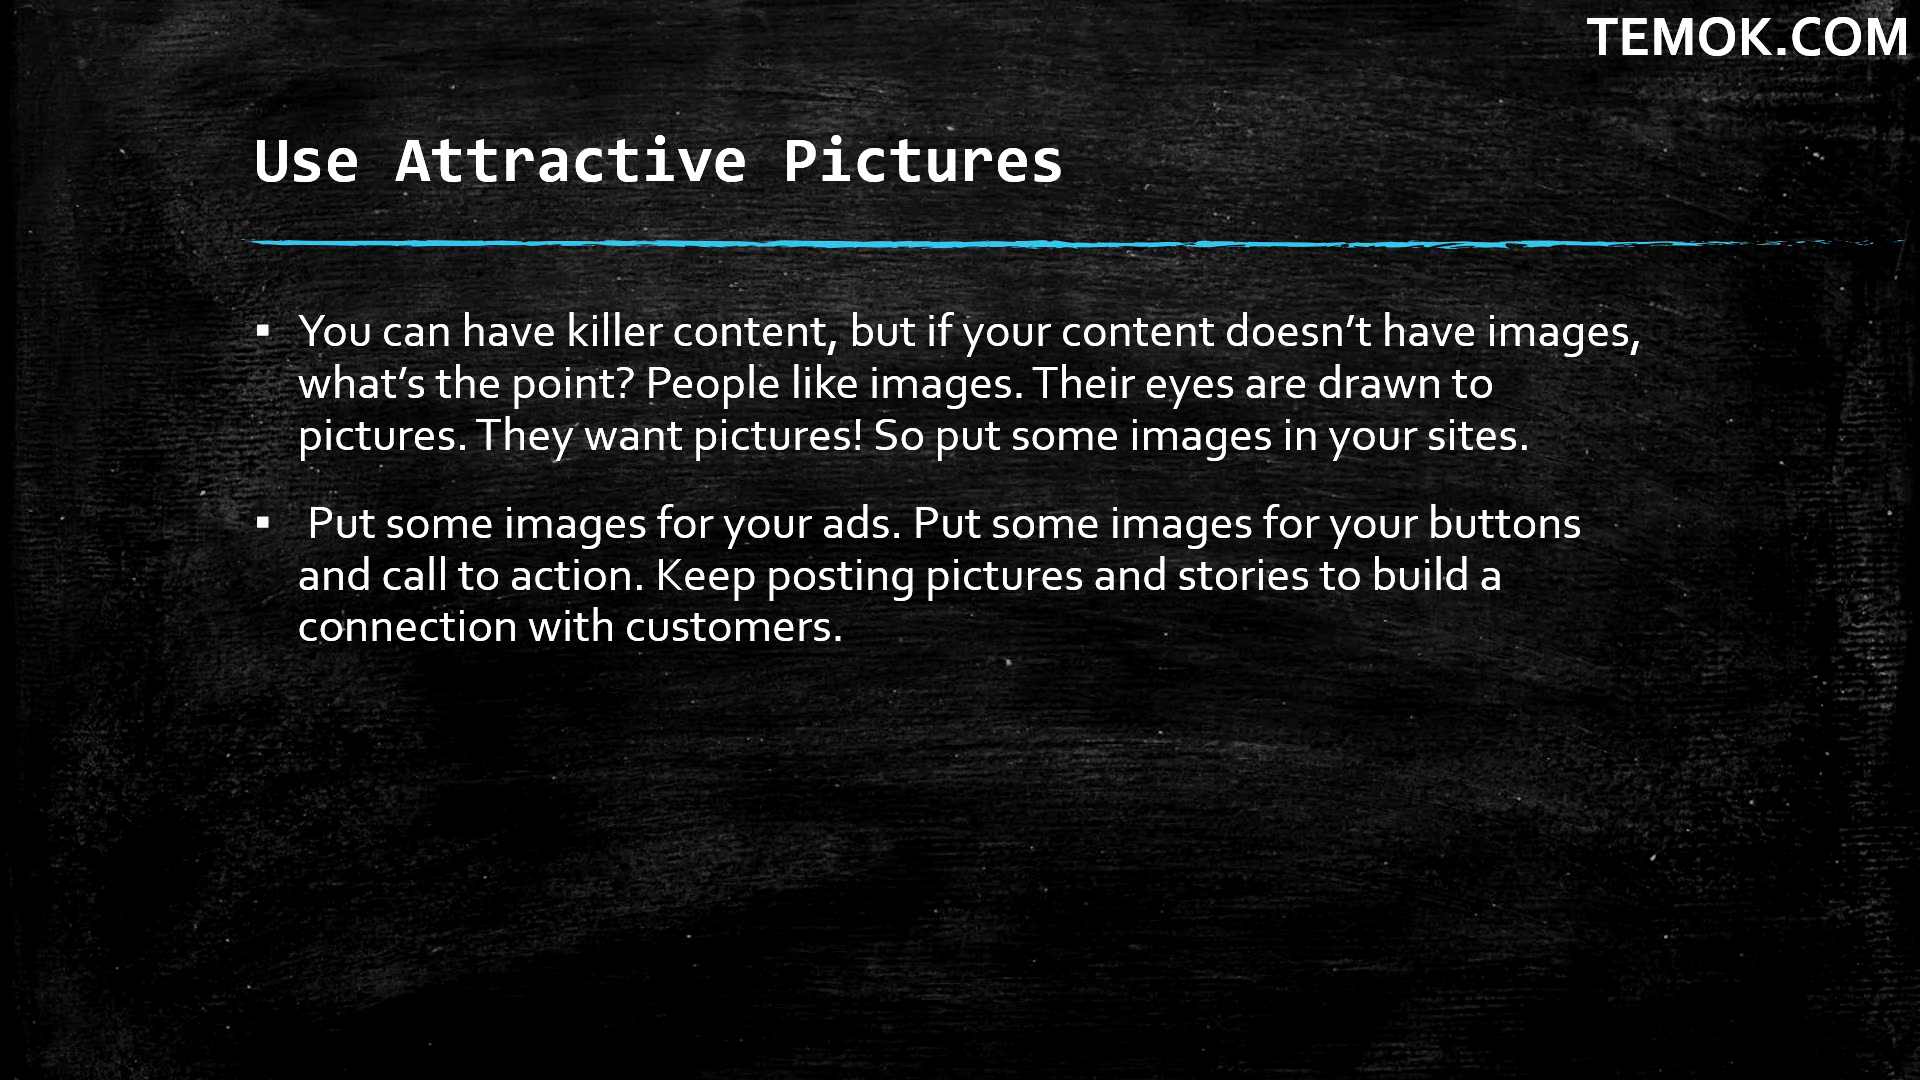 TEMOK.COM
Use Attractive Pictures
▪ You can have killer content, but if your content doesn’t have images,
what’s the point? People like images. Their eyes are drawn to
pictures. They want pictures! So put some images in your sites.
▪ Put some images for your ads. Put some images for your buttons
and call to action. Keep posting pictures and stories to build a
connection with customers.